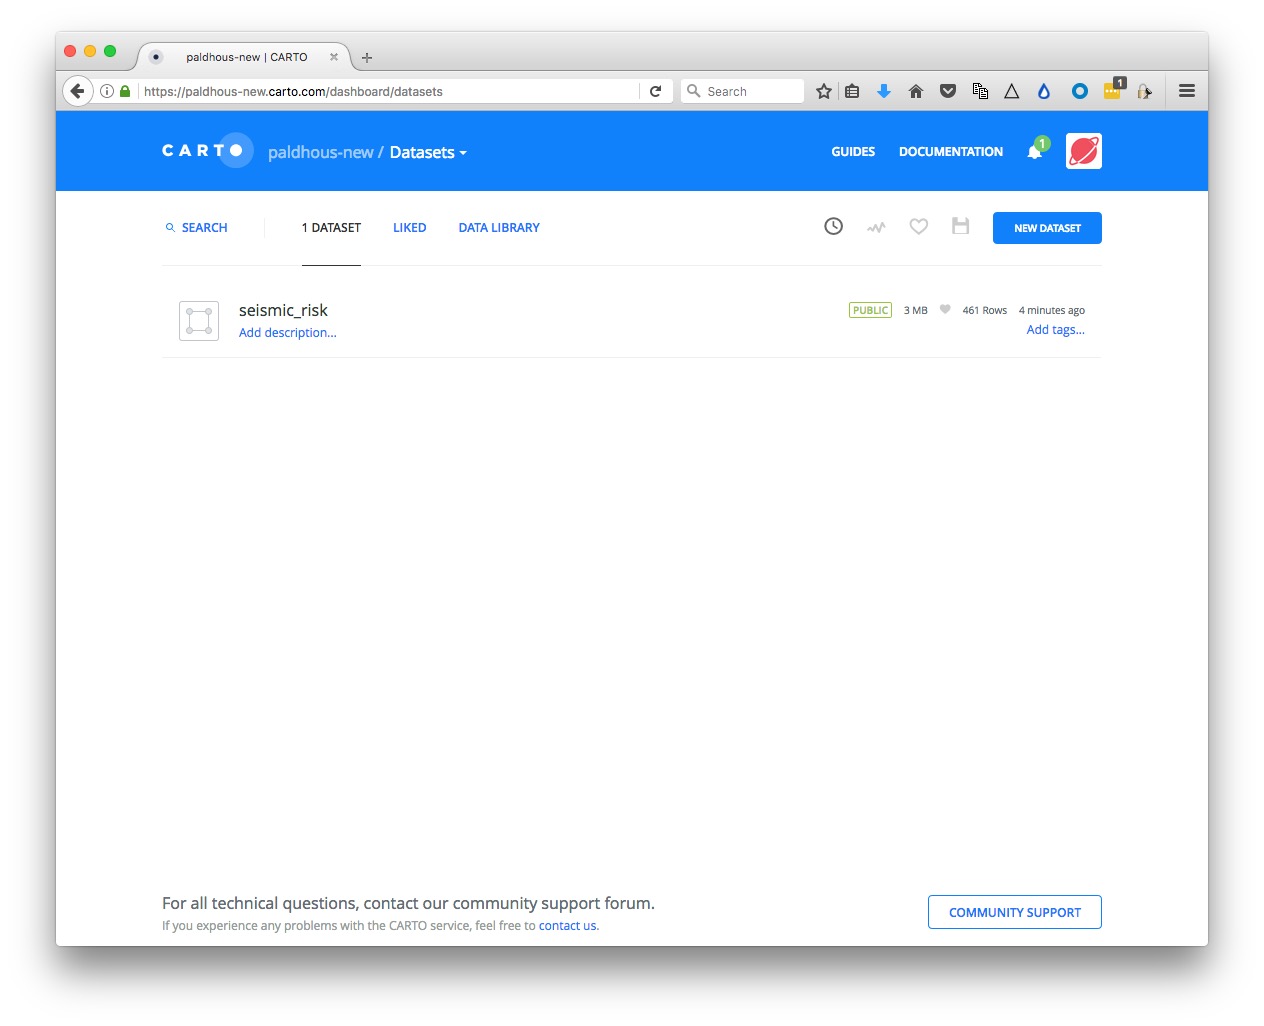 paldhous-new | CARTO
https://paldhous-new.carto.com/dashboard/datasets
Search
1
CARTO
paldhous-new / Datasets
GUIDES
DOCUMENTATION
1
SEARCH
1 DATASET
LIKED
DATA LIBRARY
NEW DATASET
seismic_risk
PUBLIC
3 MB
461 Rows
4 minutes ago
Add description...
Add tags...
For all technical questions, contact our community support forum.
If you experience any problems with the CARTO service, feel free to contact us.
COMMUNITY SUPPORT